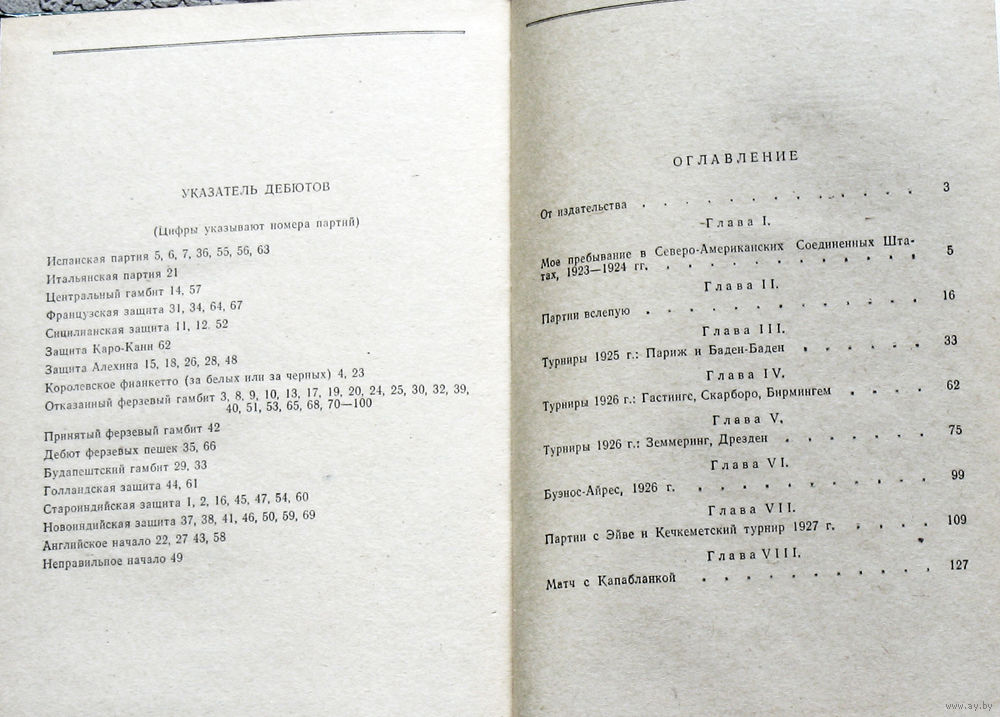 УКАЗАТЕЛЬ ДЕБЮТОВ
(Цифры указывают номера партий)
Испанская партия 5, 6, 7, 36, 55, 56, 63
Итальянская партия 21
Центральный гамбит 14, 57
Французская защита 31, 34, 64, 67
Сицилианская защита 11, 12. 52
Защита Каро-Канн 62
Защита Алехина 15, 18, 26, 28, 48
Королевское фианкетто (за белых или за черных) 4, 23
Отказанный ферзевый гамбит 3, 8, 9, 10, 13, 17, 19, 20, 24, 25, 30, 32, 39,
40, 51, 53, 65, 68, 70—100
Принятый ферзевый гамбит 42
Дебют ферзевых пешек 35, 66
Будапештский гамбит 29, 33
Голландская защита 44, 61
Староиндийская защита 1, 2, 16, 45, 47, 54, 60
Новоиндийская защита 37, 38, 41, 46, 50, 59, 69
Английское начало 22, 27 43, 58
Неправильное начало 49
ОГЛАВЛЕНИЕ
От издательства . . . . . . . . . . . . 3
Глава I.
Мое пребывание в Северо-Американских Соединенных Шта-
тах, 1923—1924 гг. . . . . . . . . . . . 5
Глава II.
Партии вслепую . . . . . . . . . . . 16
Глава III.
Турниры 1925 г.: Париж и Баден-Баден . . . . . . 33
Глава IV.
Турниры 1926 г.: Гастингс, Скарборо, Бирмингем . . . . 62
Глава V.
Турниры 1926 г.: Земмеринг, Дрезден . . . . . . . 75
Глава VI.
Буэнос-Айрес, 1926 г. . . . . . . . . . . 99
Глава VII.
Партии с Эйве и Кечкеметский турнир 1927 г. . . . . 109
Глава VIII.
Матч с Капабланкой . . . . . . . . . . 127
www.ay.by